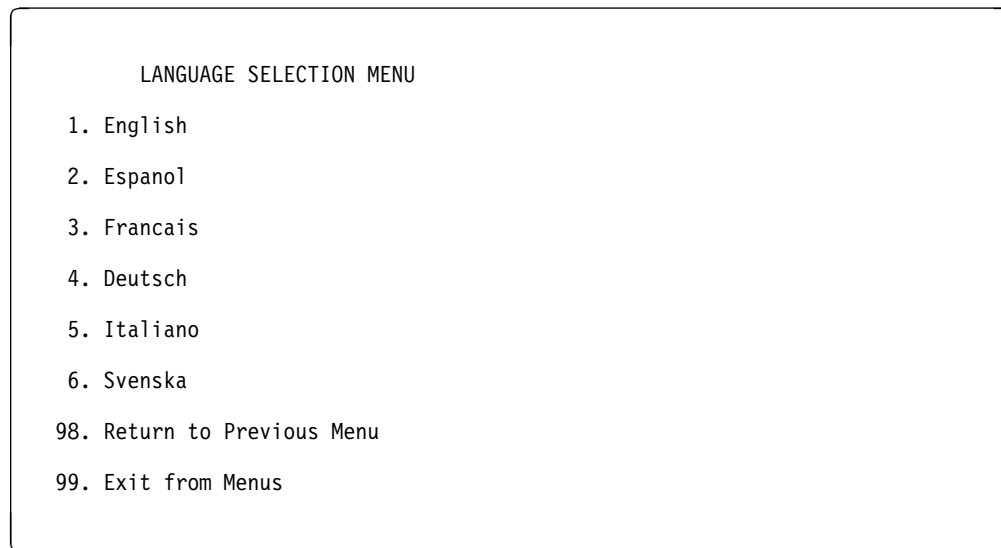 LANGUAGE SELECTION MENU
1. English
2. Espanol
3. Francais
4. Deutsch
5. Italiano
6. Svenska
98. Return to Previous Menu
99. Exit from Menus